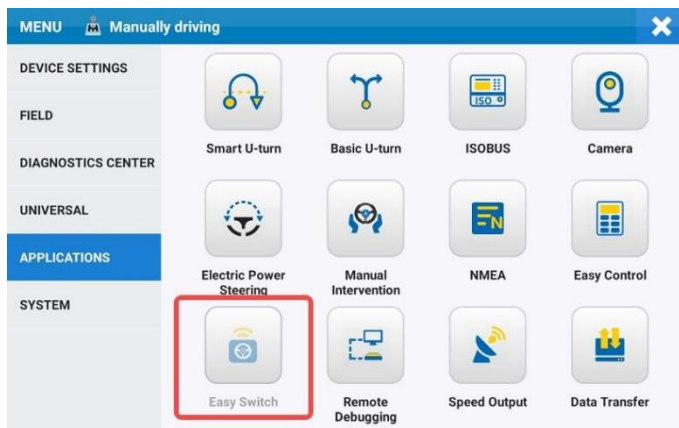 MENU Manually driving
DEVICE SETTINGS
FIELD
DIAGNOSTICS CENTER
UNIVERSAL
APPLICATIONS
SYSTEM
Smart U-turn
Basic U-turn
ISO
ISOBUS
Camera
Electric Power
Steering
Manual
Intervention
N
NMEA
Easy Control
Easy Switch
Remote
Debugging
Speed Output
Data Transfer